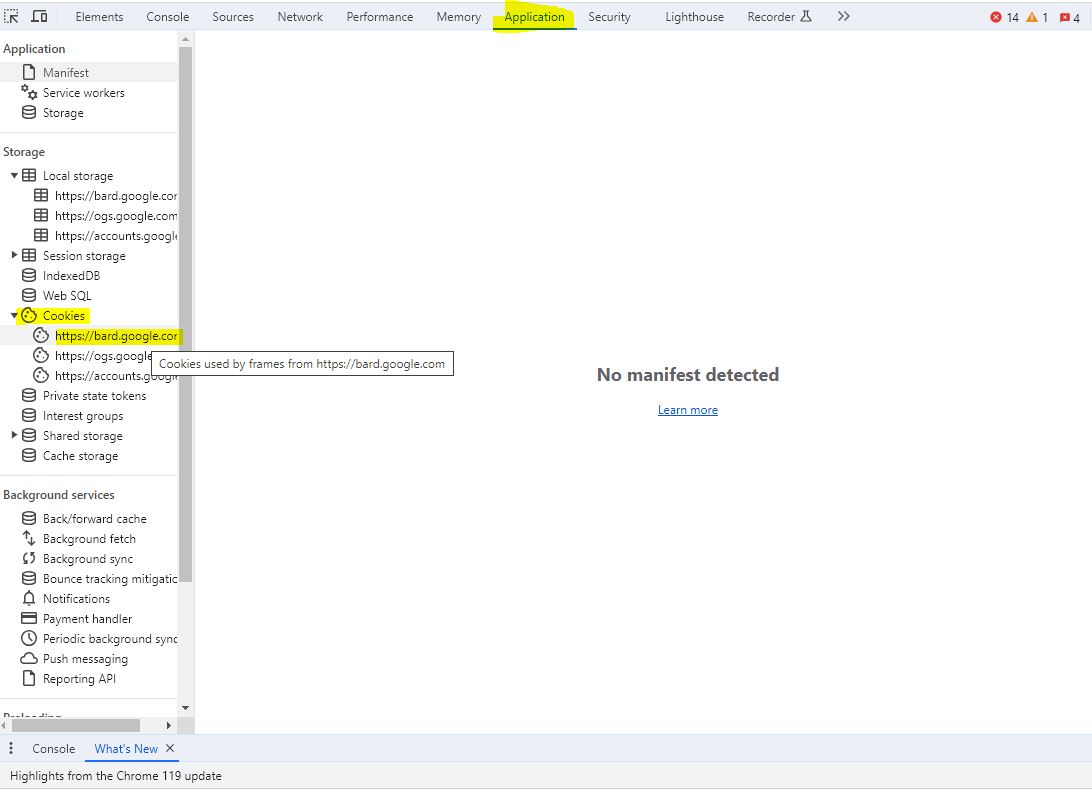 Elements Console Sources Network Performance Memory Application Security Lighthouse Recorder 14 1 4
Application
Manifest
Service workers
Storage
Storage
Local storage
https://bard.google.cor
https://ogs.google.com
https://accounts.google
Session storage
IndexedDB
Web SQL
Cookies
https://bard.google.cor
https://ogs.google
Cookies used by frames from https://bard.google.com
https://accounts.google
Private state tokens
Interest groups
Shared storage
Cache storage
No manifest detected
Learn more
Background services
Back/forward cache
Background fetch
Background sync
Bounce tracking mitigatic
Notifications
Payment handler
Periodic background sync
Push messaging
Reporting API
Preloading
Console What's New
Highlights from the Chrome 119 update